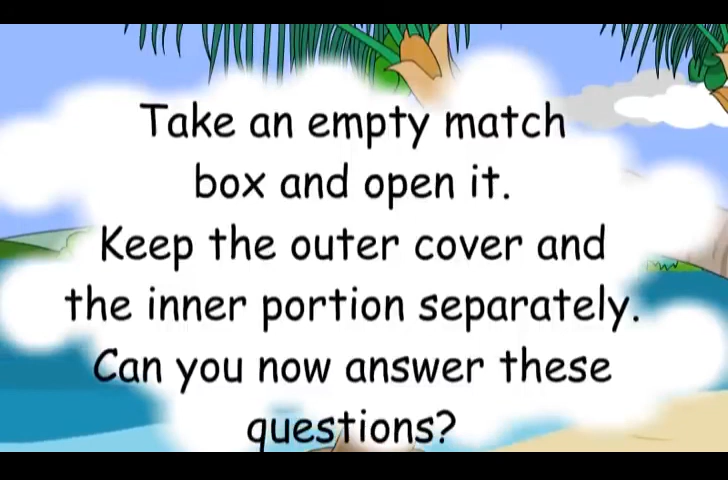 Take an empty match
box and open it.
Keep the outer cover and
the inner portion separately.
Can you now answer these
questions?